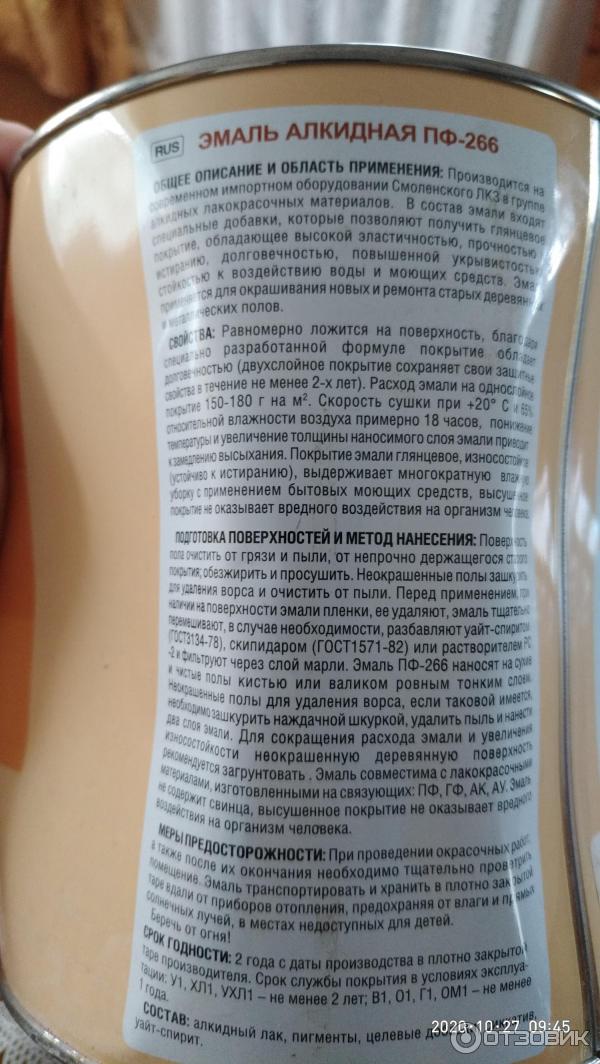 RUS ЭМАЛЬ АЛКИДНАЯ ПФ-266
ОБЩЕЕ ОПИСАНИЕ И ОБЛАСТЬ ПРИМЕНЕНИЯ: Производится на
современном импортном оборудовании Смоленского ЛКЗ в группе
алкидных лакокрасочных материалов. В состав эмали входят
специальные добавки, которые позволяют получить глянцевое
покрытие, обладающее высокой эластичностью, прочностью
истиранию, долговечностью, повышенной укрывистостью
стойкостью к воздействию воды и моющих средств. Эмаль
применяется для окрашивания новых и ремонта старых деревянных
и металлических полов.
СВОЙСТВА: Равномерно ложится на поверхность, благодаря
специально разработанной формуле покрытие обладает
долговечностью (двухслойное покрытие сохраняет свои защитные
свойства в течение не менее 2-х лет). Расход эмали на однослойное
покрытие 150-180 г на м². Скорость сушки при +20° С и 65%
относительной влажности воздуха примерно 18 часов, понижение
температуры и увеличение толщины наносимого слоя эмали приводит
к замедлению высыхания. Покрытие эмали глянцевое, износостойкое
(устойчиво к истиранию), выдерживает многократную влажную
уборку с применением бытовых моющих средств, высушенное
покрытие не оказывает вредного воздействия на организм человека.
ПОДГОТОВКА ПОВЕРХНОСТЕЙ И МЕТОД НАНЕСЕНИЯ: Поверхность
пола очистить от грязи и пыли, от непрочно держащегося старого
покрытия; обезжирить и просушить. Неокрашенные полы зашкурить
для удаления ворса и очистить от пыли. Перед применением, при
наличии на поверхности эмали пленки, ее удаляют, эмаль тщательно
перемешивают, в случае необходимости, разбавляют уайт-спиритом
(ГОСТ3134-78), скипидаром (ГОСТ1571-82) или растворителем РС
-2 и фильтруют через слой марли. Эмаль ПФ-266 наносят на сухие
и чистые полы кистью или валиком ровным тонким слоем.
Неокрашенные полы для удаления ворса, если таковой имеется,
необходимо зашкурить наждачной шкуркой, удалить пыль и нанести
два слоя эмали. Для сокращения расхода эмали и увеличения
износостойкости неокрашенную деревянную поверхность
рекомендуется загрунтовать . Эмаль совместима с лакокрасочными
материалами, изготовленными на связующих: ПФ, ГФ, АК, АУ. Эмаль
не содержит свинца, высушенное покрытие не оказывает вредного
воздействия на организм человека.
МЕРЫ ПРЕДОСТОРОЖНОСТИ: При проведении окрасочных работ,
а также после их окончания необходимо тщательно проветрить
помещение. Эмаль транспортировать и хранить в плотно закрытой
таре вдали от приборов отопления, предохраняя от влаги и прямых
солнечных лучей, в местах недоступных для детей.
Беречь от огня!
СРОК ГОДНОСТИ: 2 года с даты производства в плотно закрытой
таре производителя. Срок службы покрытия в условиях эксплуа-
тации: У1, ХЛ1, УХЛ1 – не менее 2 лет; В1, О1, Г1, ОМ1 – не менее
1 года.
СОСТАВ: алкидный лак, пигменты, целевые добавки, сиккатив,
уайт-спирит.
2020-10-27 09:45
ОТЗОВИК